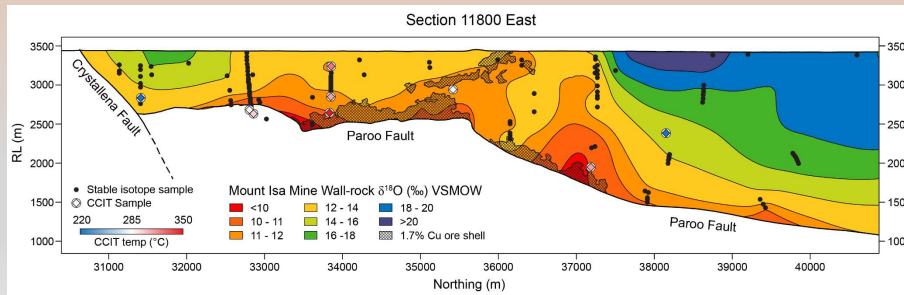 Section 11800 East
3500
3000
2500
2000
1500
1000
RL (m)
3500
3000
2500
2000
1500
1000
Crystallena Fault
Paroo Fault
Paroo Fault
Stable isotope sample
CCIT Sample
220 285 350
CCIT temp (°C)
Mount Isa Mine Wall-rock δ¹⁸O (‰) VSMOW
<10 12 - 14 18 - 20
10 - 11 14 - 16 >20
11 - 12 16 -18 1.7% Cu ore shell
31000 32000 33000 34000 35000 36000 37000 38000 39000 40000
Northing (m)